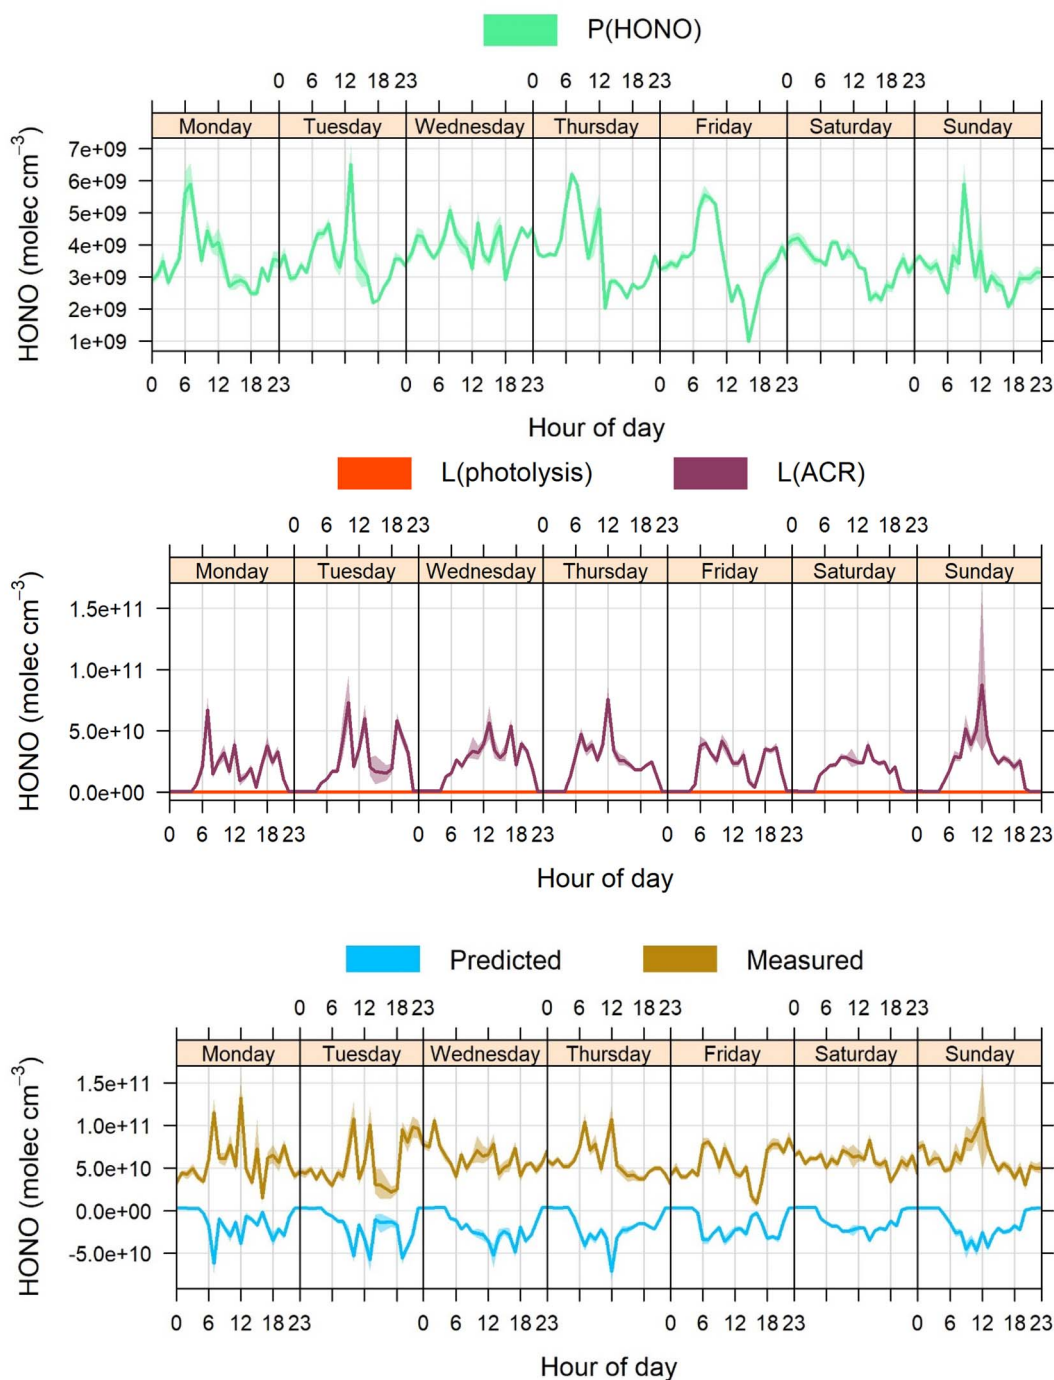 P(HONO)
0 6 12 18 23 0 6 12 18 23 0 6 12 18 23
Monday Tuesday Wednesday Thursday Friday Saturday Sunday
HONO (molec cm−3)
7e+09
6e+09
5e+09
4e+09
3e+09
2e+09
1e+09
0 6 12 18 23 0 6 12 18 23 0 6 12 18 23 0 6 12 18 23
Hour of day
L(photolysis) L(ACR)
0 6 12 18 23 0 6 12 18 23 0 6 12 18 23
Monday Tuesday Wednesday Thursday Friday Saturday Sunday
HONO (molec cm−3)
1.5e+11
1.0e+11
5.0e+10
0.0e+00
0 6 12 18 23 0 6 12 18 23 0 6 12 18 23 0 6 12 18 23
Hour of day
Predicted Measured
0 6 12 18 23 0 6 12 18 23 0 6 12 18 23
Monday Tuesday Wednesday Thursday Friday Saturday Sunday
HONO (molec cm−3)
1.5e+11
1.0e+11
5.0e+10
0.0e+00
-5.0e+10
0 6 12 18 23 0 6 12 18 23 0 6 12 18 23 0 6 12 18 23
Hour of day